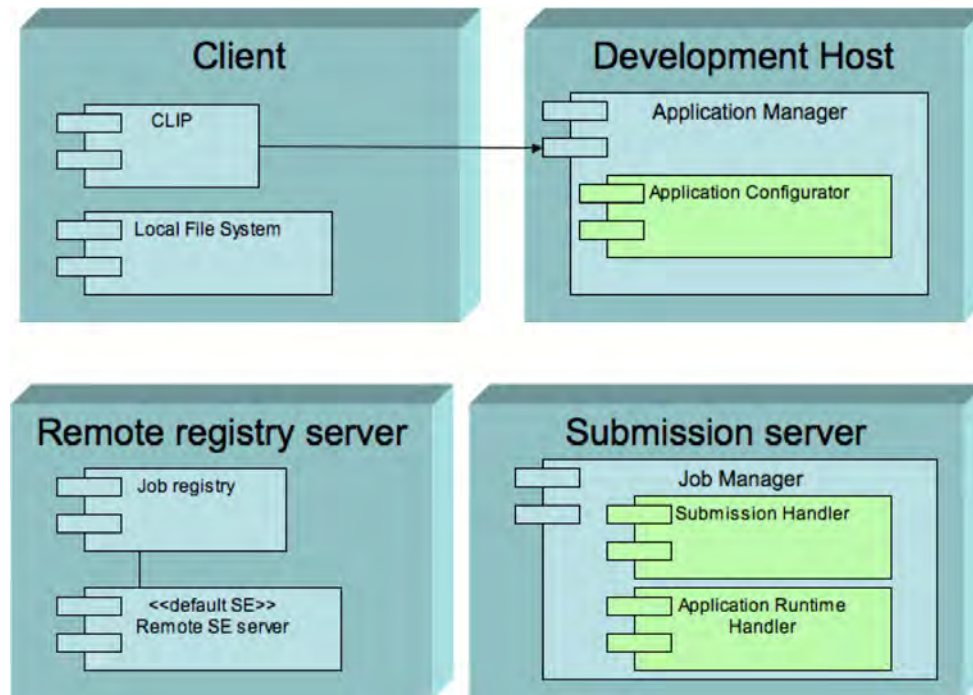 Client
CLIP
Local File System
Development Host
Application Manager
Application Configurator
Remote registry server
Job registry
<<default SE>>
Remote SE server
Submission server
Job Manager
Submission Handler
Application Runtime
Handler